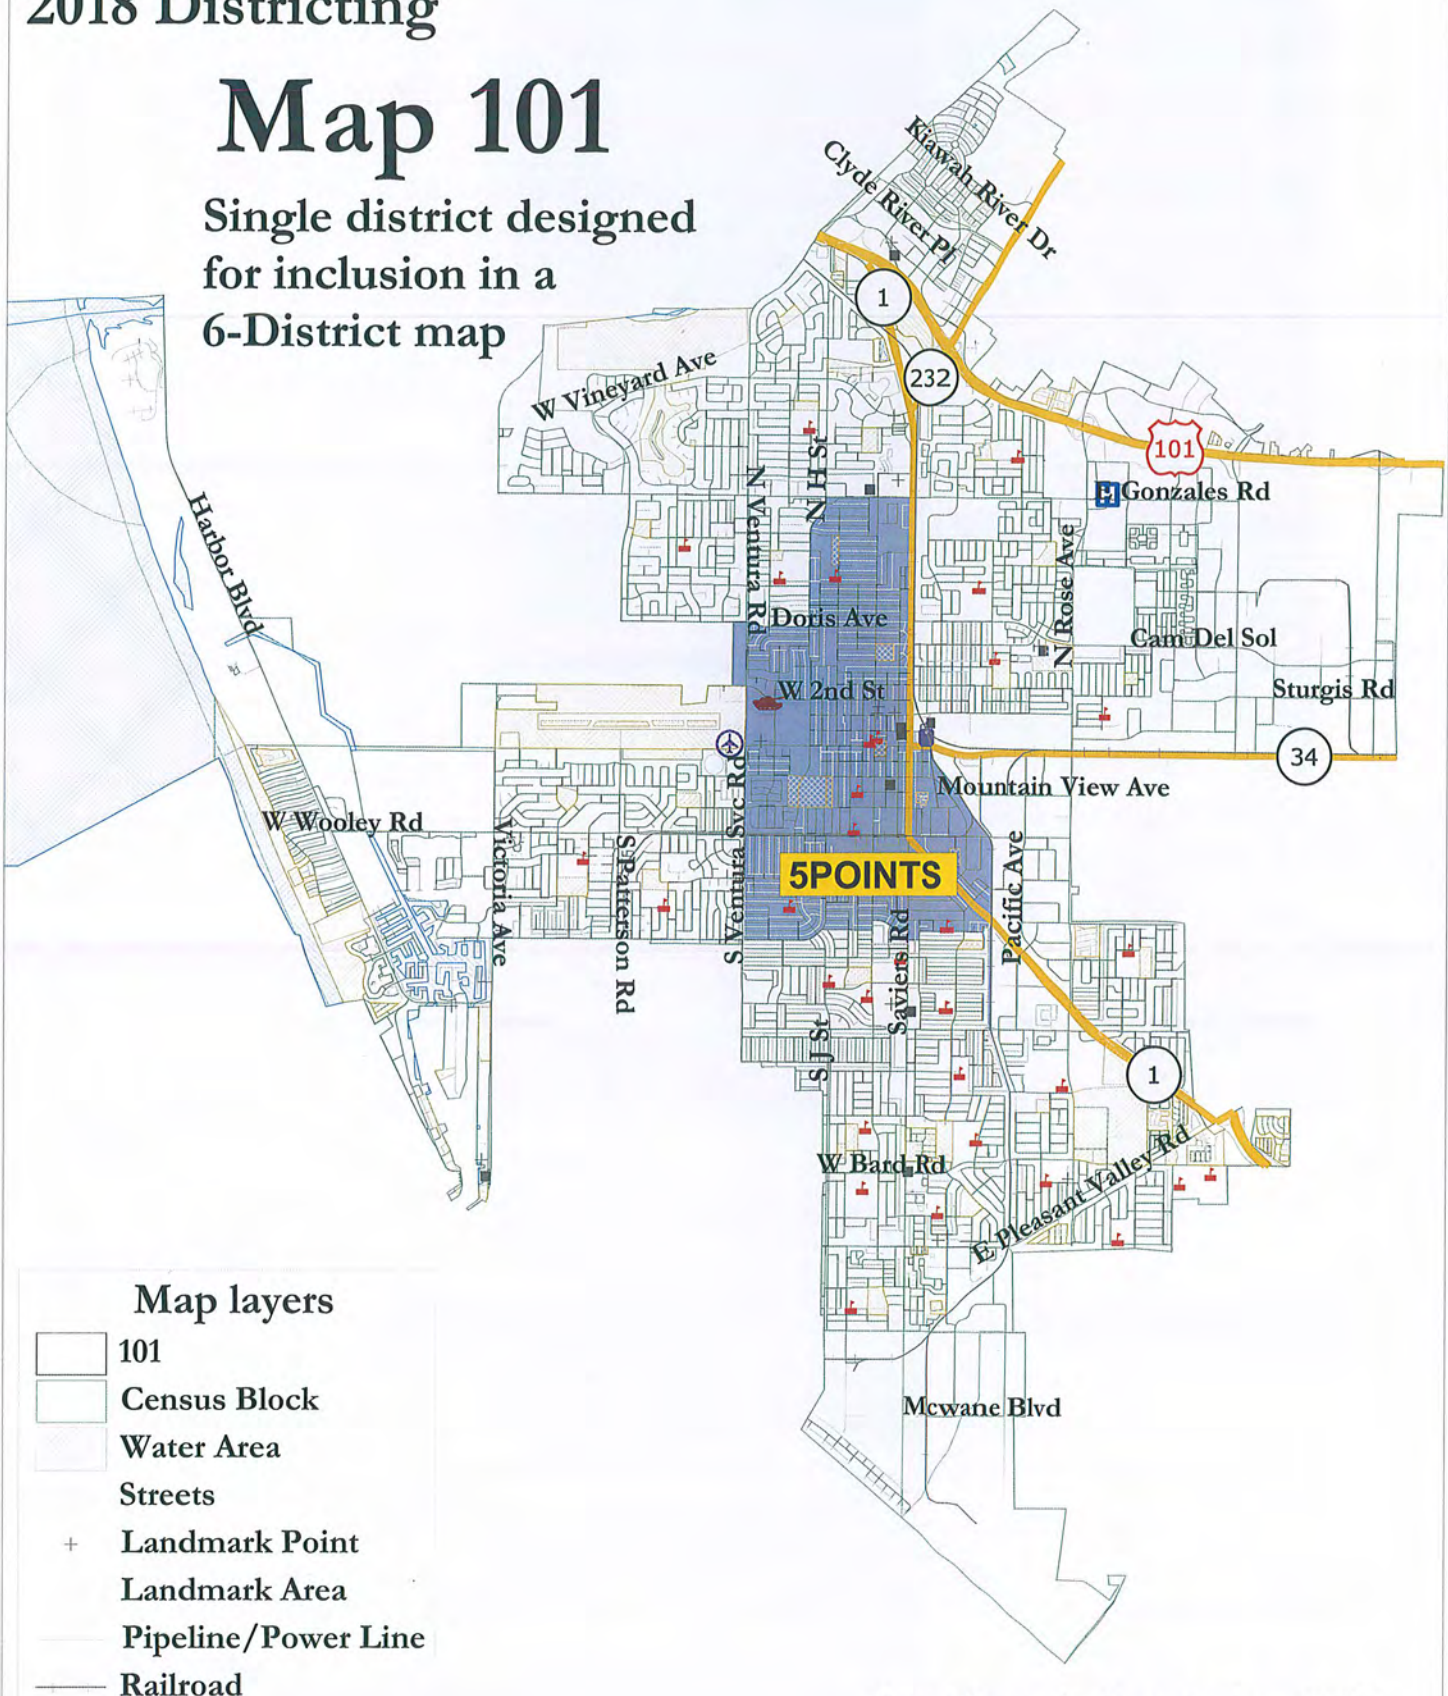 2018 Districting
Map 101
Single district designed
for inclusion in a
6-District map
Kiawah River Dr
Clyde River Pl
1
232
W Vineyard Ave
101
N H St
N Ventura Rd
Gonzales Rd
H
Harbor Blvd
N Rose Ave
Doris Ave
Cam Del Sol
W 2nd St
Sturgis Rd
34
Mountain View Ave
W Wooley Rd
Victoria Ave
S Patterson Rd
S Ventura Svc Rd
5POINTS
Pacific Ave
Saviers Rd
S J St
1
W Bard Rd
E Pleasant Valley Rd
Mcwane Blvd
Map layers
101
Census Block
Water Area
Streets
Landmark Point
Landmark Area
Pipeline/Power Line
Railroad